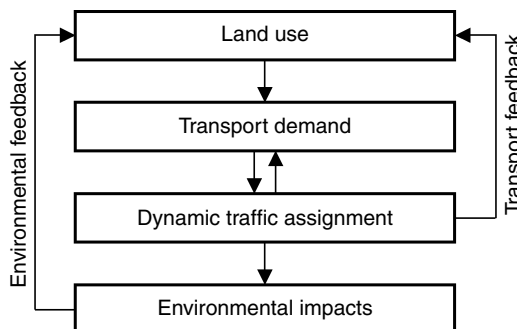 Land use
Transport demand
Dynamic traffic assignment
Environmental impacts
Environmental feedback
Transport feedback